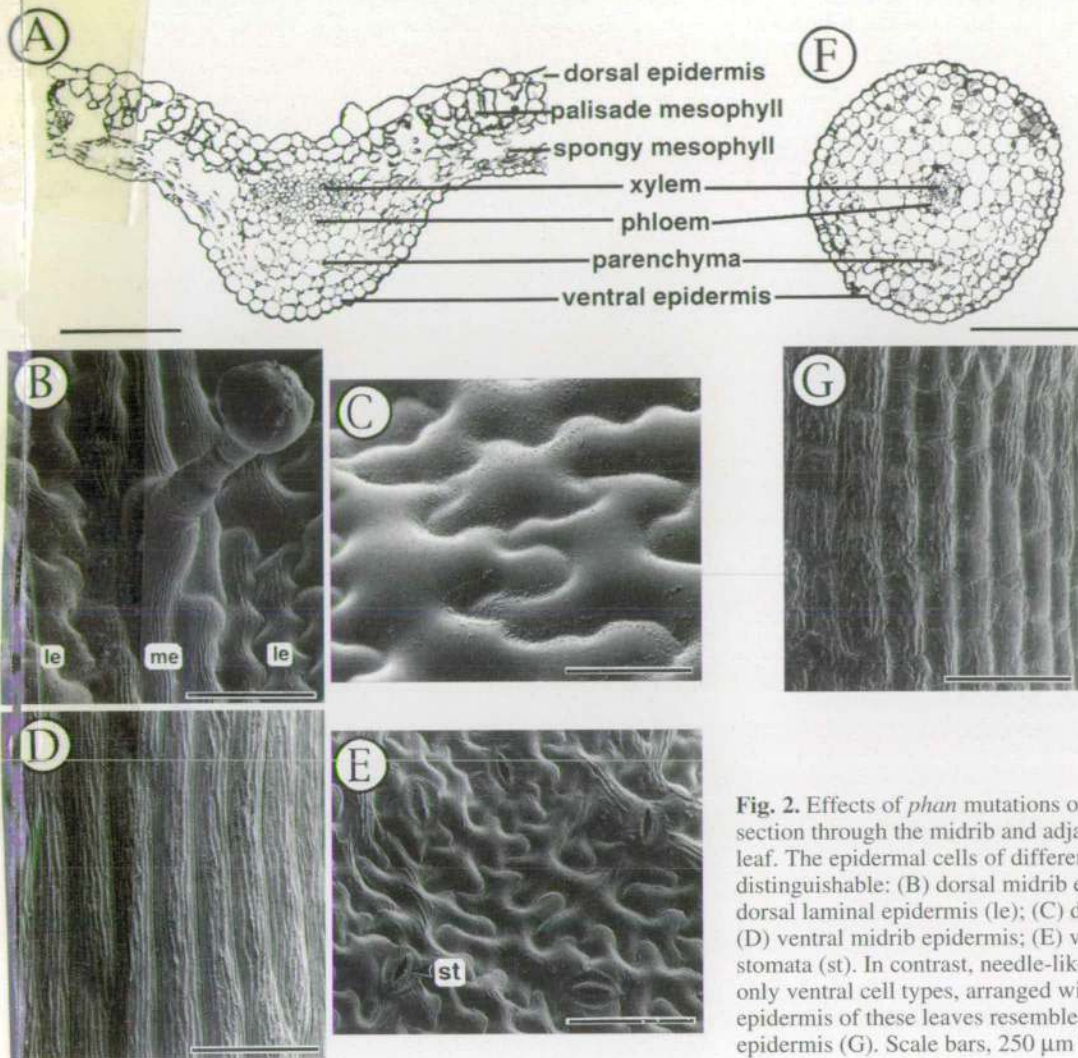 A
F
dorsal epidermis
palisade mesophyll
spongy mesophyll
xylem
phloem
parenchyma
ventral epidermis
B
le
me
le
C
G
D
E
st
Fig. 2. Effects of phan mutations o
section through the midrib and adja
leaf. The epidermal cells of differe
distinguishable: (B) dorsal midrib e
dorsal laminal epidermis (le); (C) d
(D) ventral midrib epidermis; (E) v
stomata (st). In contrast, needle-lik
only ventral cell types, arranged wi
epidermis of these leaves resemble
epidermis (G). Scale bars, 250 μm